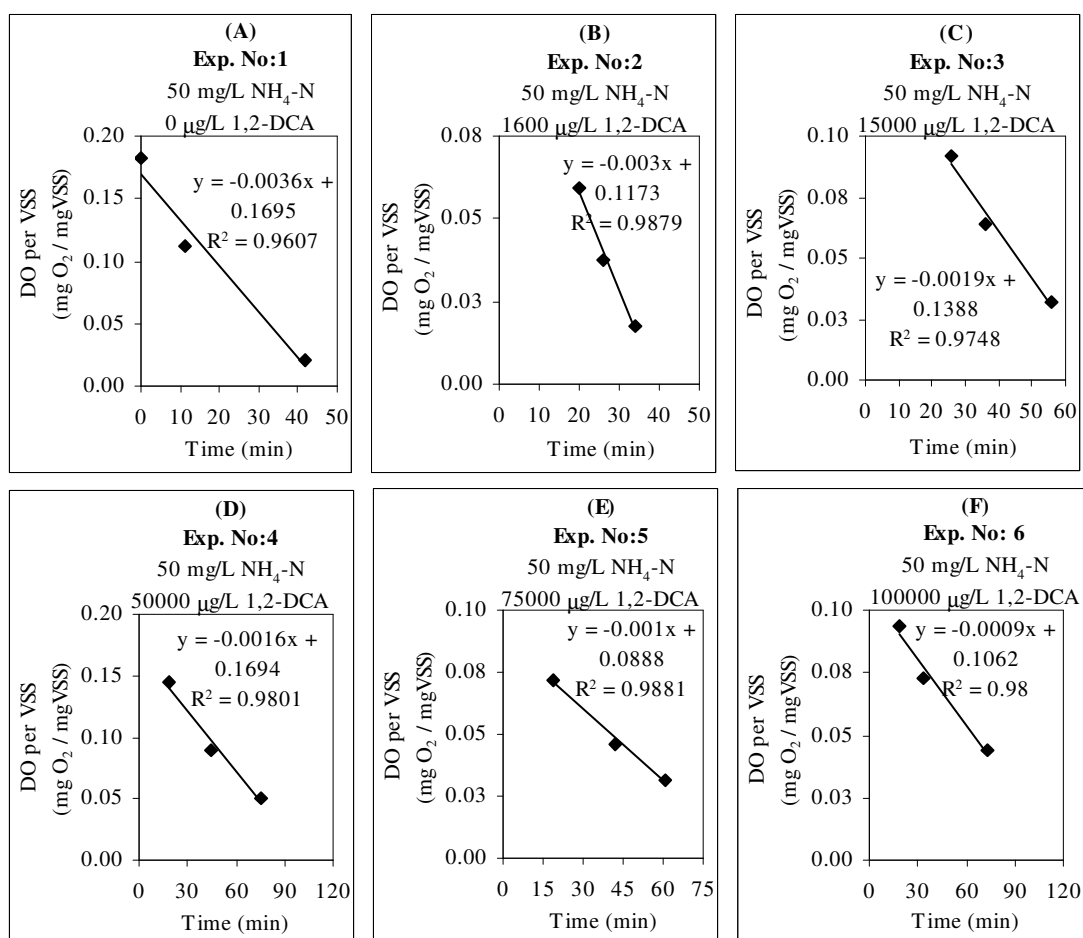 (A)
Exp. No:1
50 mg/L NH₄-N
0 µg/L 1,2-DCA
y = -0.0036x +
0.1695
R² = 0.9607
DO per VSS
(mg O₂ / mgVSS)
0.20
0.15
0.10
0.05
0.00
0 10 20 30 40 50
Time (min)
(B)
Exp. No:2
50 mg/L NH₄-N
1600 µg/L 1,2-DCA
y = -0.003x +
0.1173
R² = 0.9879
DO per VSS
(mg O₂ / mgVSS)
0.08
0.05
0.03
0.00
0 10 20 30 40 50
Time (min)
(C)
Exp. No:3
50 mg/L NH₄-N
15000 µg/L 1,2-DCA
y = -0.0019x +
0.1388
R² = 0.9748
DO per VSS
(mg O₂ / mgVSS)
0.10
0.08
0.05
0.03
0.00
0 10 20 30 40 50 60
Time (min)
(D)
Exp. No:4
50 mg/L NH₄-N
50000 µg/L 1,2-DCA
y = -0.0016x +
0.1694
R² = 0.9801
DO per VSS
(mg O₂ / mgVSS)
0.20
0.15
0.10
0.05
0.00
0 30 60 90 120
Time (min)
(E)
Exp. No:5
50 mg/L NH₄-N
75000 µg/L 1,2-DCA
y = -0.001x +
0.0888
R² = 0.9881
DO per VSS
(mg O₂ / mgVSS)
0.10
0.08
0.05
0.03
0.00
0 15 30 45 60 75
Time (min)
(F)
Exp. No: 6
50 mg/L NH₄-N
100000 µg/L 1,2-DCA
y = -0.0009x +
0.1062
R² = 0.98
DO per VSS
(mg O₂ / mgVSS)
0.10
0.08
0.05
0.03
0.00
0 30 60 90 120
Time (min)